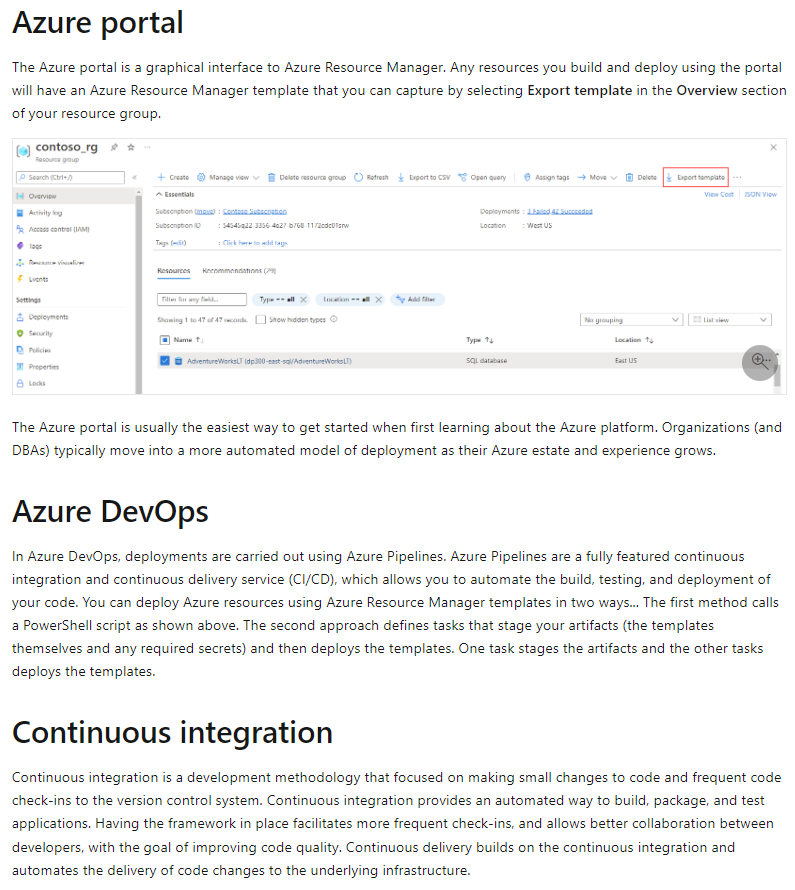 Azure portal
The Azure portal is a graphical interface to Azure Resource Manager. Any resources you build and deploy using the portal
will have an Azure Resource Manager template that you can capture by selecting Export template in the Overview section
of your resource group.
contoso_rg
Resource group
Search (Ctrl+/)
Create Manage view Delete resource group Refresh Export to CSV Open query Assign tags Move Delete Export template
Overview
Activity log
Access control (IAM)
Tags
Resource visualizer
Events
Settings
Deployments
Security
Policies
Properties
Locks
Essentials
View Cost JSON View
Subscription (move) : Contoso Subscription
Deployments : 3 Failed,42 Succeeded
Subscription ID :
Location : West US
Tags (edit) : Click here to add tags
Resources Recommendations (29)
Filter for any field... Type == all Location == all Add filter
Showing 1 to 47 of 47 records. Show hidden types
No grouping List view
Name ↑↓ Type ↑↓ Location ↑↓
AdventureWorksLT (dp300-east-sql/AdventureWorksLT) SQL database East US
The Azure portal is usually the easiest way to get started when first learning about the Azure platform. Organizations (and
DBAs) typically move into a more automated model of deployment as their Azure estate and experience grows.
Azure DevOps
In Azure DevOps, deployments are carried out using Azure Pipelines. Azure Pipelines are a fully featured continuous
integration and continuous delivery service (CI/CD), which allows you to automate the build, testing, and deployment of
your code. You can deploy Azure resources using Azure Resource Manager templates in two ways... The first method calls
a PowerShell script as shown above. The second approach defines tasks that stage your artifacts (the templates
themselves and any required secrets) and then deploys the templates. One task stages the artifacts and the other tasks
deploys the templates.
Continuous integration
Continuous integration is a development methodology that focused on making small changes to code and frequent code
check-ins to the version control system. Continuous integration provides an automated way to build, package, and test
applications. Having the framework in place facilitates more frequent check-ins, and allows better collaboration between
developers, with the goal of improving code quality. Continuous delivery builds on the continuous integration and
automates the delivery of code changes to the underlying infrastructure.